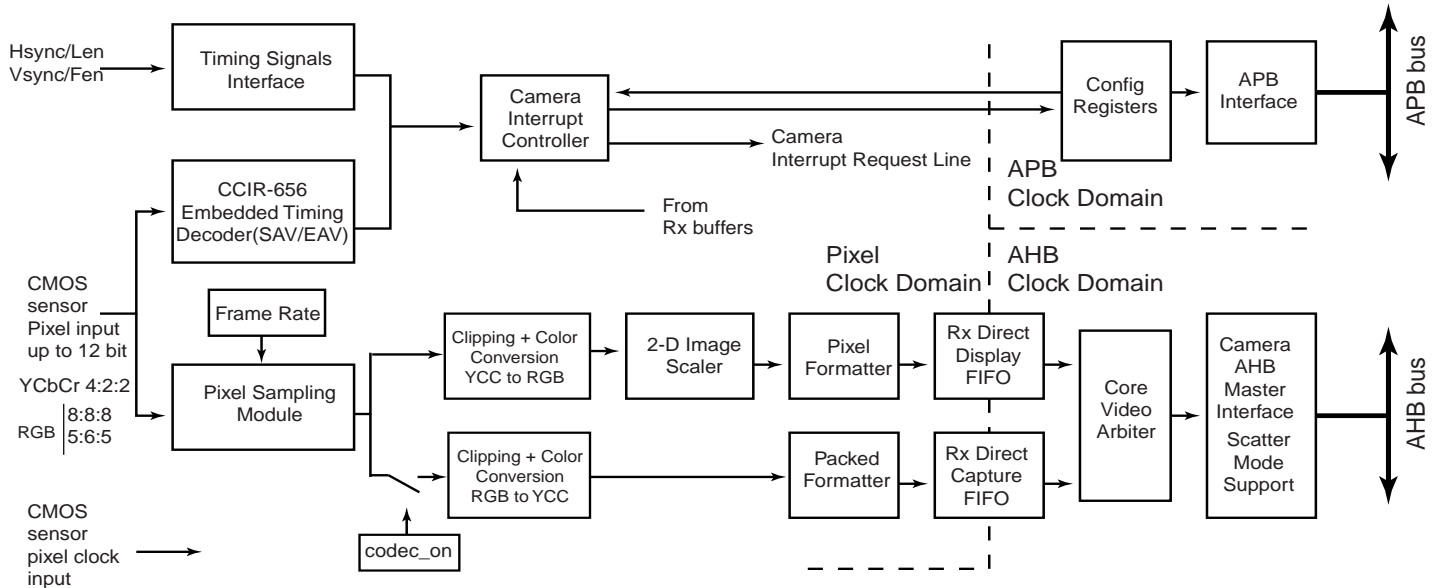 Hsync/Len
Vsync/Fen
Timing Signals
Interface
Camera
Interrupt
Controller
Config
Registers
APB
Interface
APB bus
Camera
Interrupt Request Line
APB
Clock Domain
CCIR-656
Embedded Timing
Decoder(SAV/EAV)
From
Rx buffers
Pixel
Clock Domain
AHB
Clock Domain
CMOS
sensor
Pixel input
up to 12 bit
YCbCr 4:2:2
RGB
8:8:8
5:6:5
Frame Rate
Pixel Sampling
Module
Clipping + Color
Conversion
YCC to RGB
2-D Image
Scaler
Pixel
Formatter
Rx Direct
Display
FIFO
Core
Video
Arbiter
Camera
AHB
Master
Interface
Scatter
Mode
Support
AHB bus
Clipping + Color
Conversion
RGB to YCC
Packed
Formatter
Rx Direct
Capture
FIFO
codec_on
CMOS
sensor
pixel clock
input